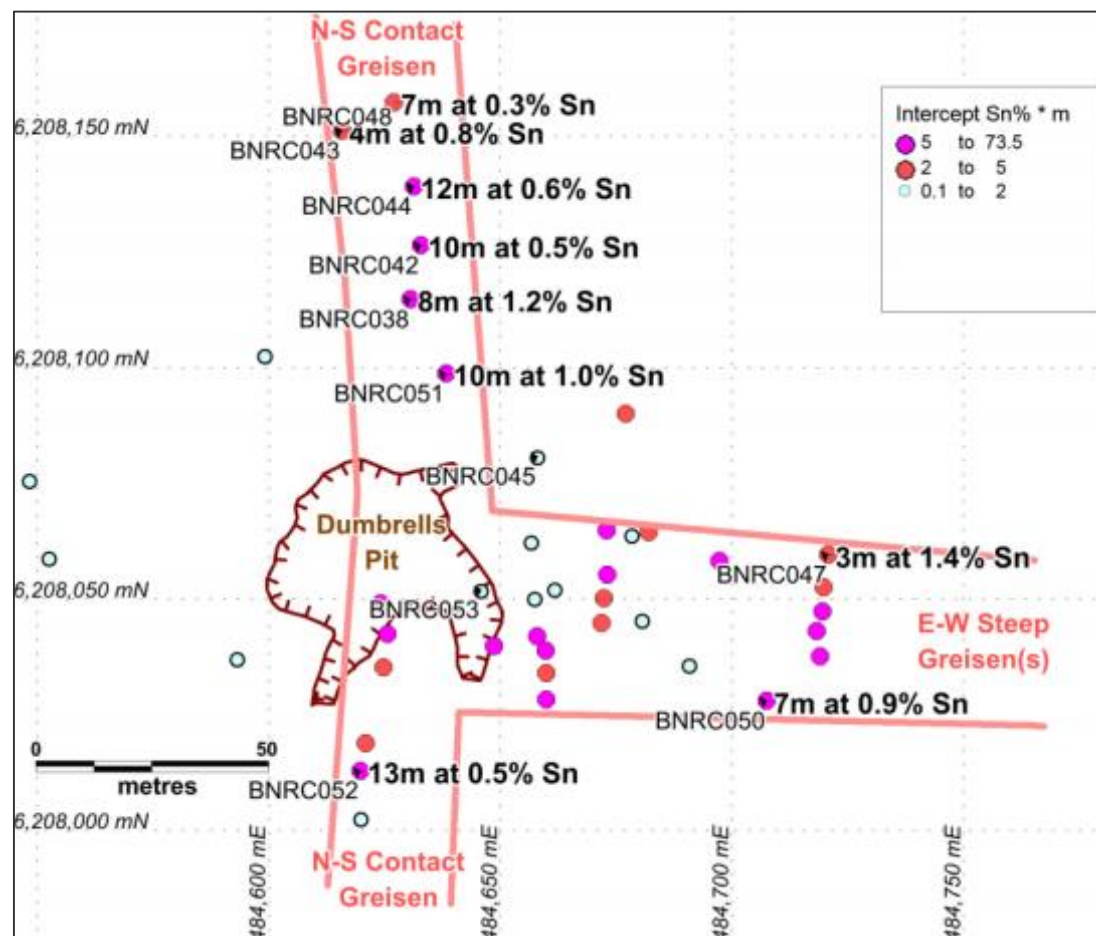 N-S Contact
Greisen
7m at 0.3% Sn
BNRC048
6,208,150 mN
4m at 0.8% Sn
BNRC043
12m at 0.6% Sn
BNRC044
10m at 0.5% Sn
BNRC042
8m at 1.2% Sn
BNRC038
6,208,100 mN
10m at 1.0% Sn
BNRC051
Intercept Sn% * m
5 to 73.5
2 to 5
0.1 to 2
BNRC045
Dumbrells
Pit
3m at 1.4% Sn
BNRC047
6,208,050 mN
BNRC053
E-W Steep
Greisen(s)
7m at 0.9% Sn
BNRC050
0 50
metres
13m at 0.5% Sn
BNRC052
6,208,000 mN
N-S Contact
Greisen
484,600 mE
484,650 mE
484,700 mE
484,750 mE